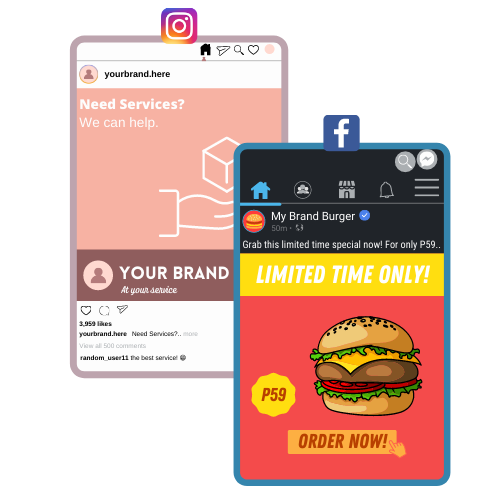 yourbrand.here
Need Services?
We can help.
YOUR BRAND
At your service
3,959 likes
yourbrand.here Need Services?.. more
View all 500 comments
random_user11 the best service! 😁
f
My Brand Burger
50m ·
Grab this limited time special now! For only P59..
LIMITED TIME ONLY!
P59
ORDER NOW!